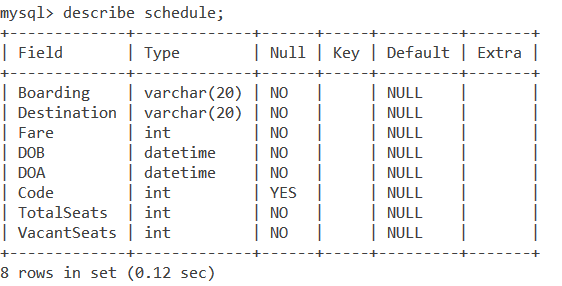 mysql> describe schedule;
+-------------+-------------+------+-----+---------+-------+
| Field       | Type        | Null | Key | Default | Extra |
+-------------+-------------+------+-----+---------+-------+
| Boarding    | varchar(20) | NO   |     | NULL    |       |
| Destination | varchar(20) | NO   |     | NULL    |       |
| Fare        | int         | NO   |     | NULL    |       |
| DOB         | datetime    | NO   |     | NULL    |       |
| DOA         | datetime    | NO   |     | NULL    |       |
| Code        | int         | YES  |     | NULL    |       |
| TotalSeats  | int         | NO   |     | NULL    |       |
| VacantSeats | int         | NO   |     | NULL    |       |
+-------------+-------------+------+-----+---------+-------+
8 rows in set (0.12 sec)